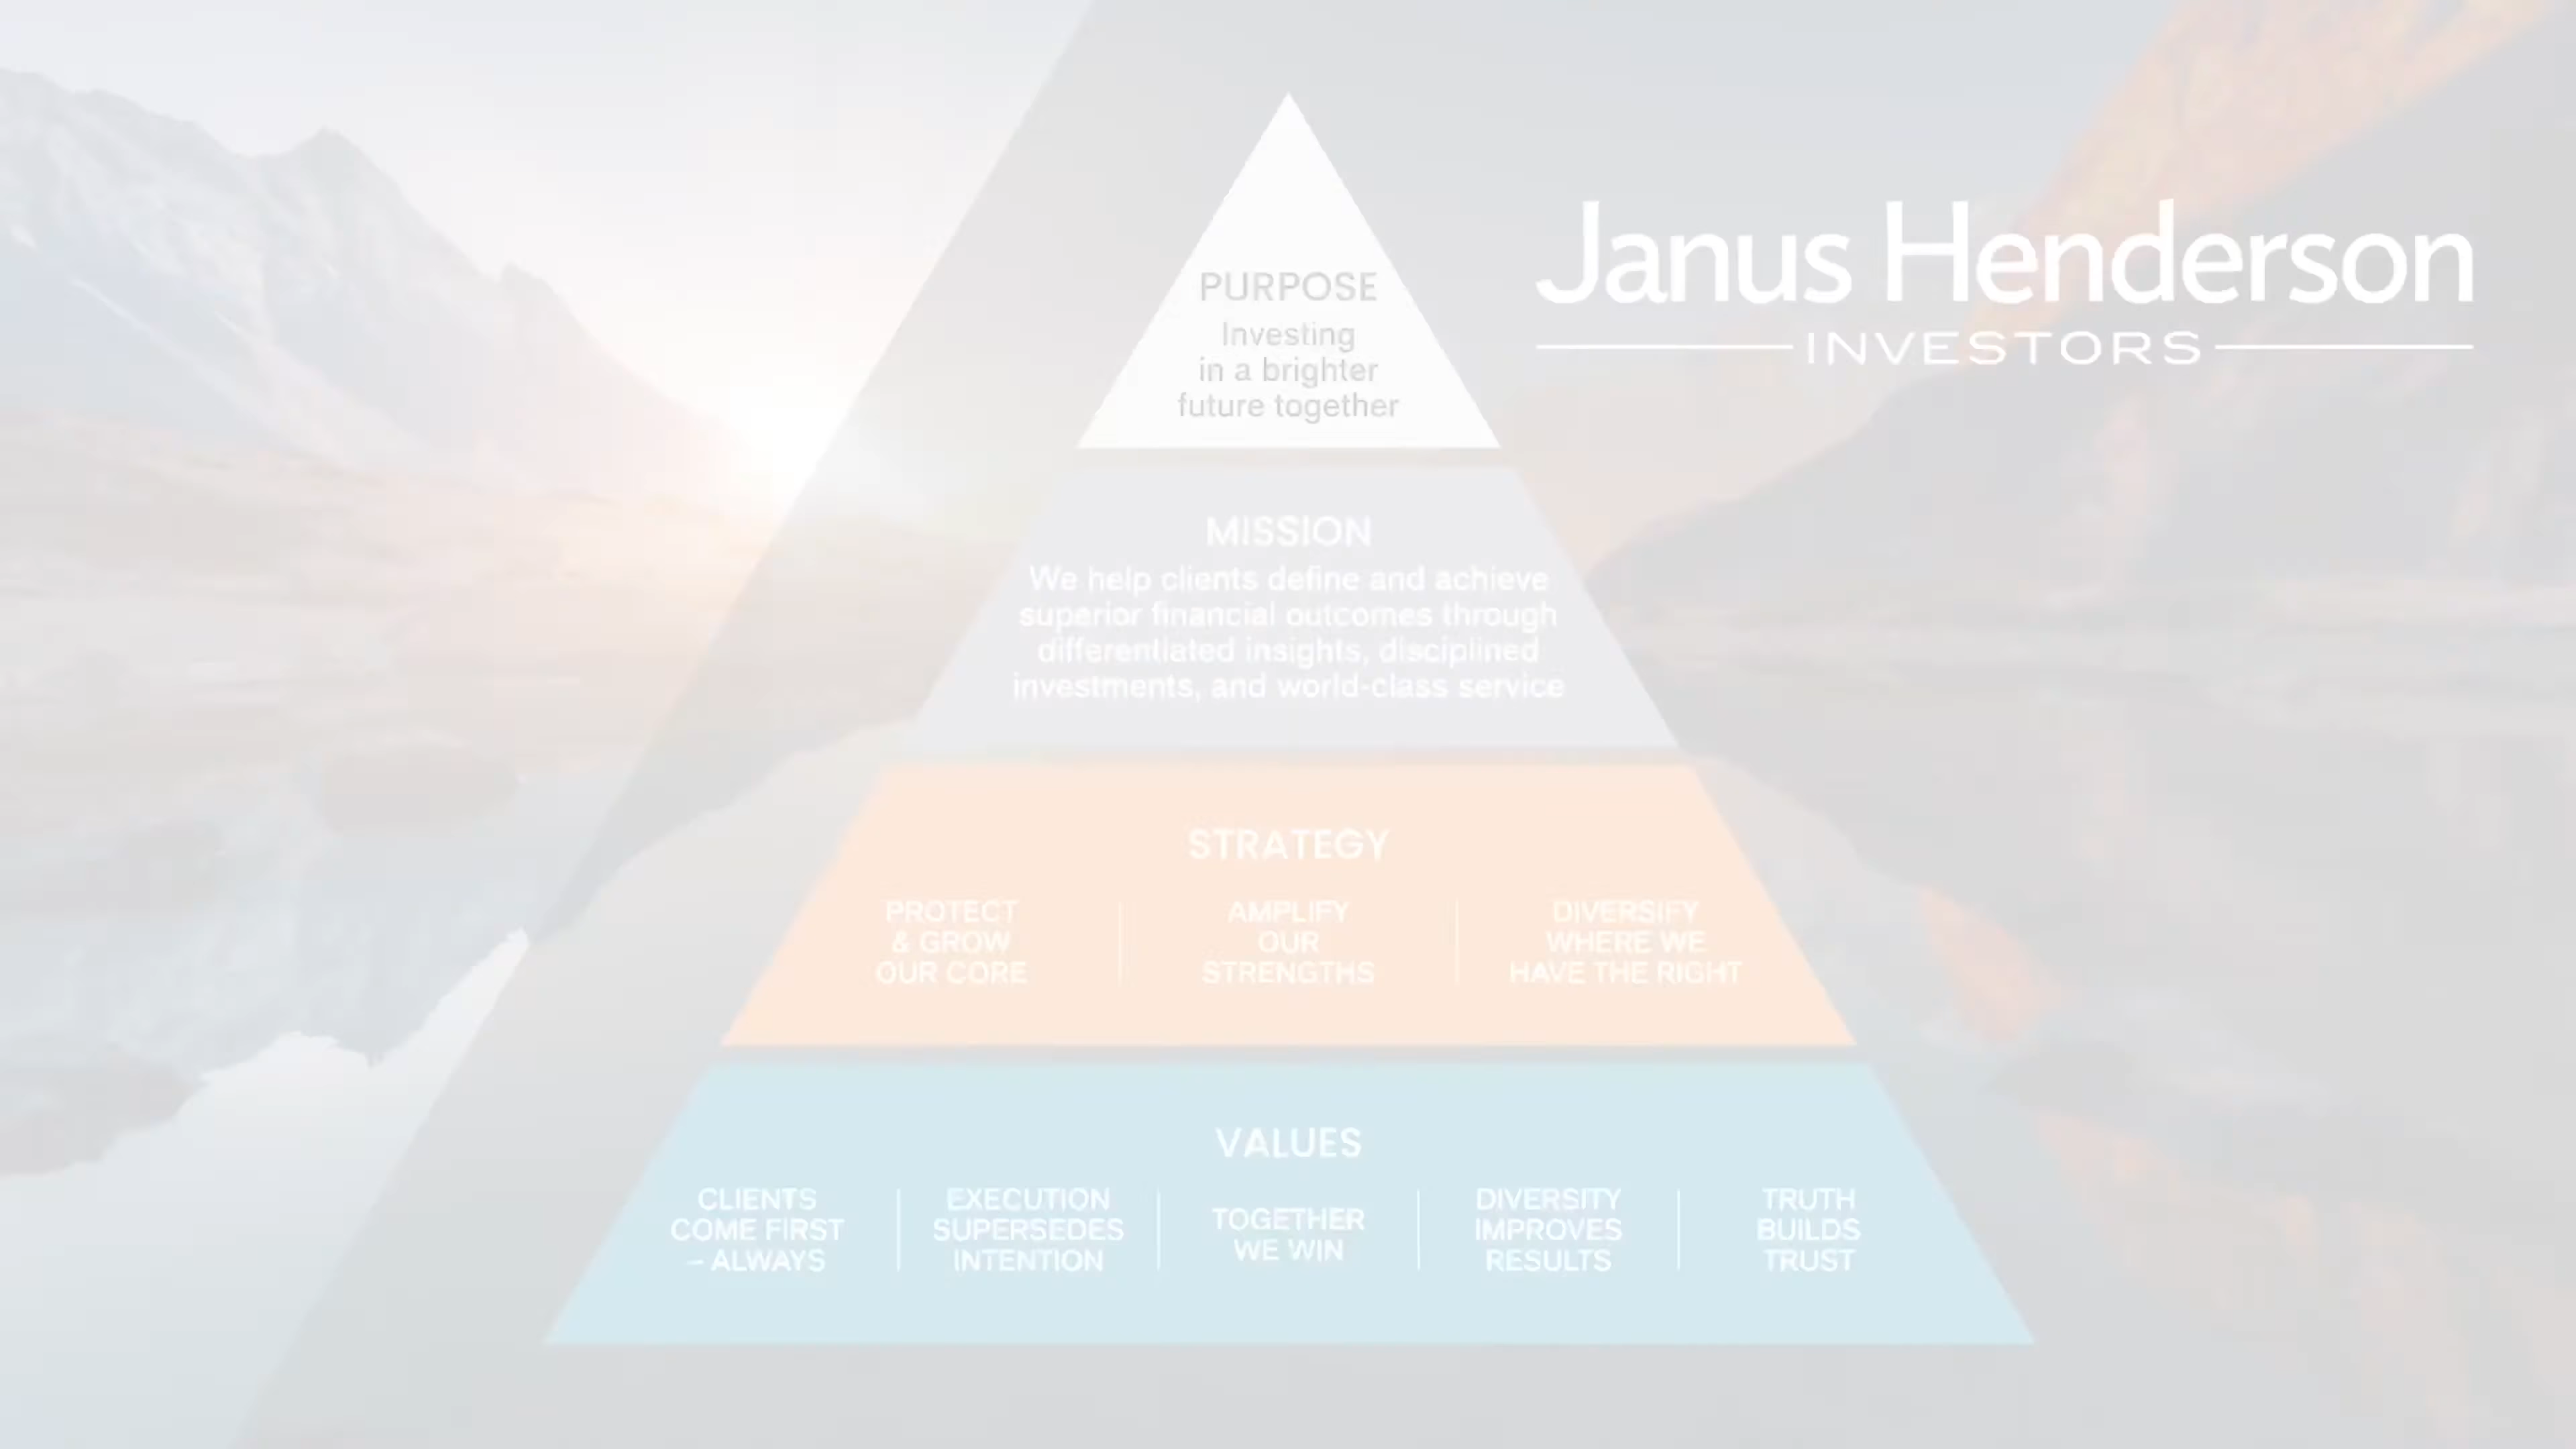 Janus Henderson
INVESTORS
PURPOSE
Investing
in a brighter
future together
MISSION
We help clients define and achieve
superior financial outcomes through
differentiated insights, disciplined
investments, and world-class service
STRATEGY
PROTECT
& GROW
OUR CORE
AMPLIFY
OUR
STRENGTHS
DIVERSIFY
WHERE WE
HAVE THE RIGHT
VALUES
CLIENTS
COME FIRST
– ALWAYS
EXECUTION
SUPERSEDES
INTENTION
TOGETHER
WE WIN
DIVERSITY
IMPROVES
RESULTS
TRUTH
BUILDS
TRUST